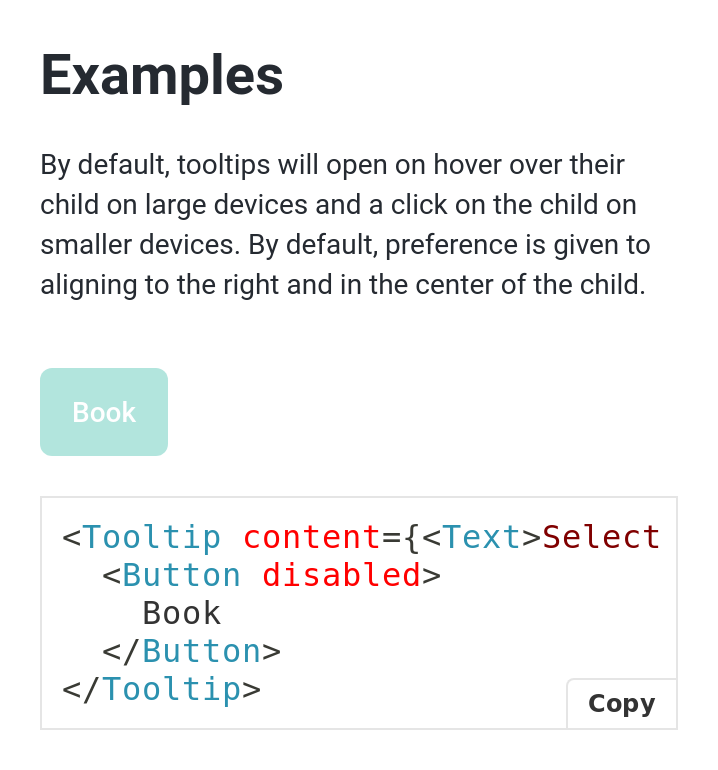 Examples
By default, tooltips will open on hover over their
child on large devices and a click on the child on
smaller devices. By default, preference is given to
aligning to the right and in the center of the child.
Book
<Tooltip content={<Text>Select
  <Button disabled>
    Book
  </Button>
</Tooltip>
Copy